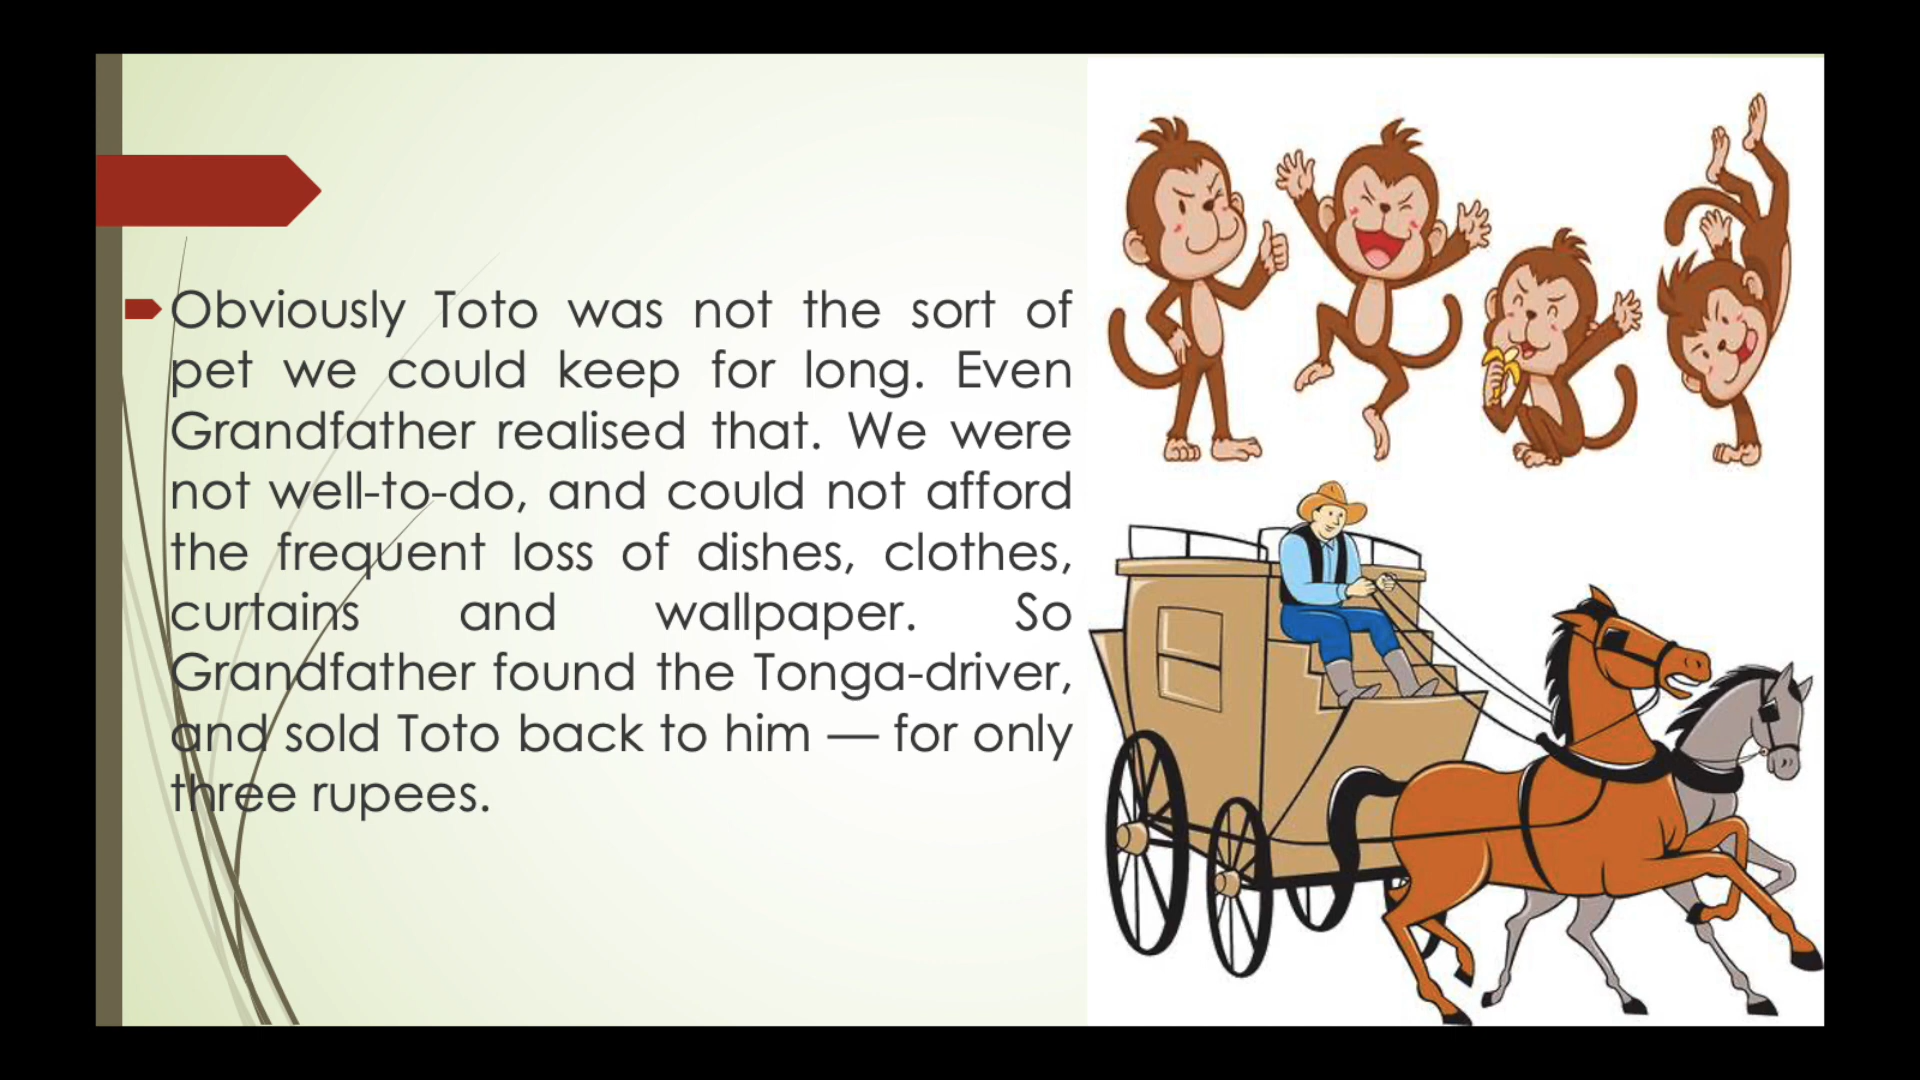 Obviously Toto was not the sort of
pet we could keep for long. Even
Grandfather realised that. We were
not well-to-do, and could not afford
the frequent loss of dishes, clothes,
curtains and wallpaper. So
Grandfather found the Tonga-driver,
and sold Toto back to him — for only
three rupees.